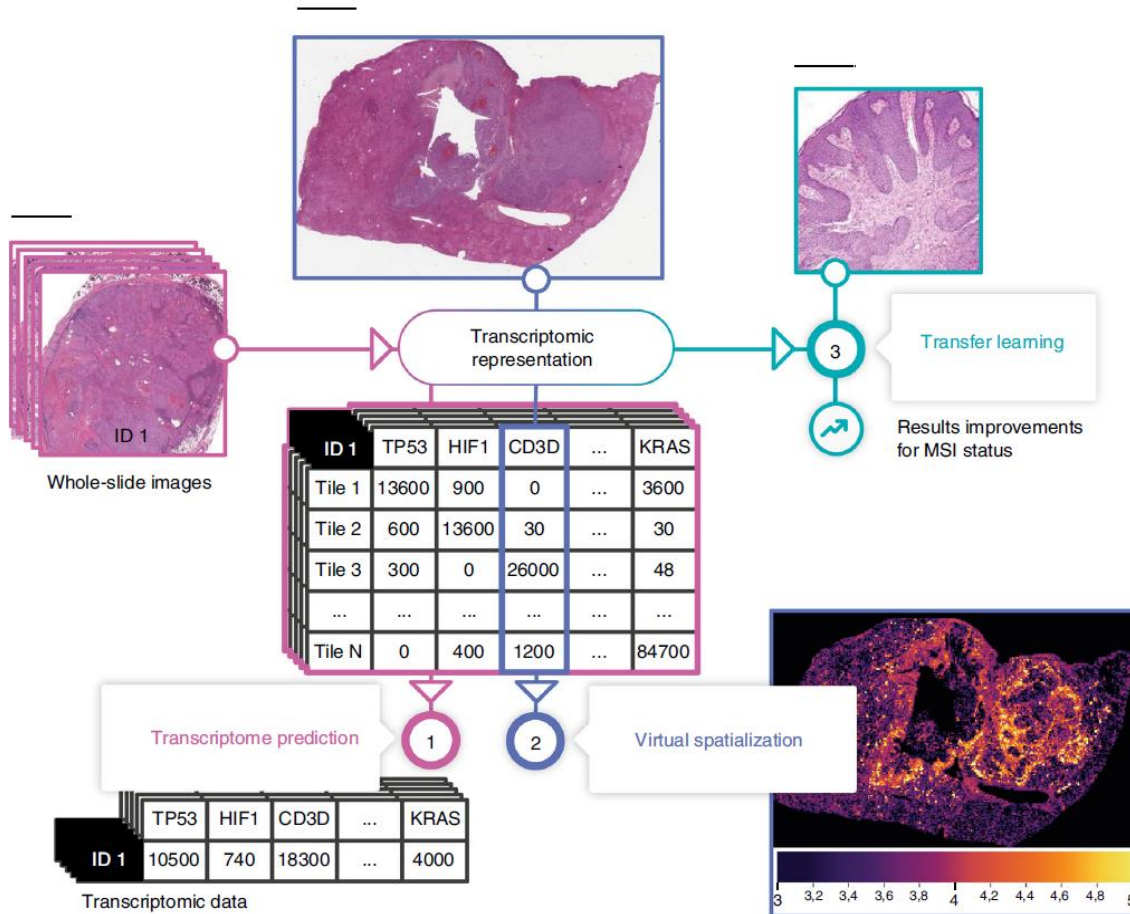 Transcriptomic
representation
3
Transfer learning
Results improvements
for MSI status
ID 1
Whole-slide images
ID 1 TP53 HIF1 CD3D ... KRAS
Tile 1 13600 900 0 ... 3600
Tile 2 600 13600 30 ... 30
Tile 3 300 0 26000 ... 48
... ... ... ... ... ...
Tile N 0 400 1200 ... 84700
Transcriptome prediction
1
2
Virtual spatialization
TP53 HIF1 CD3D ... KRAS
ID 1 10500 740 18300 ... 4000
Transcriptomic data
3 3,2 3,4 3,6 3,8 4 4,2 4,4 4,6 4,8 5